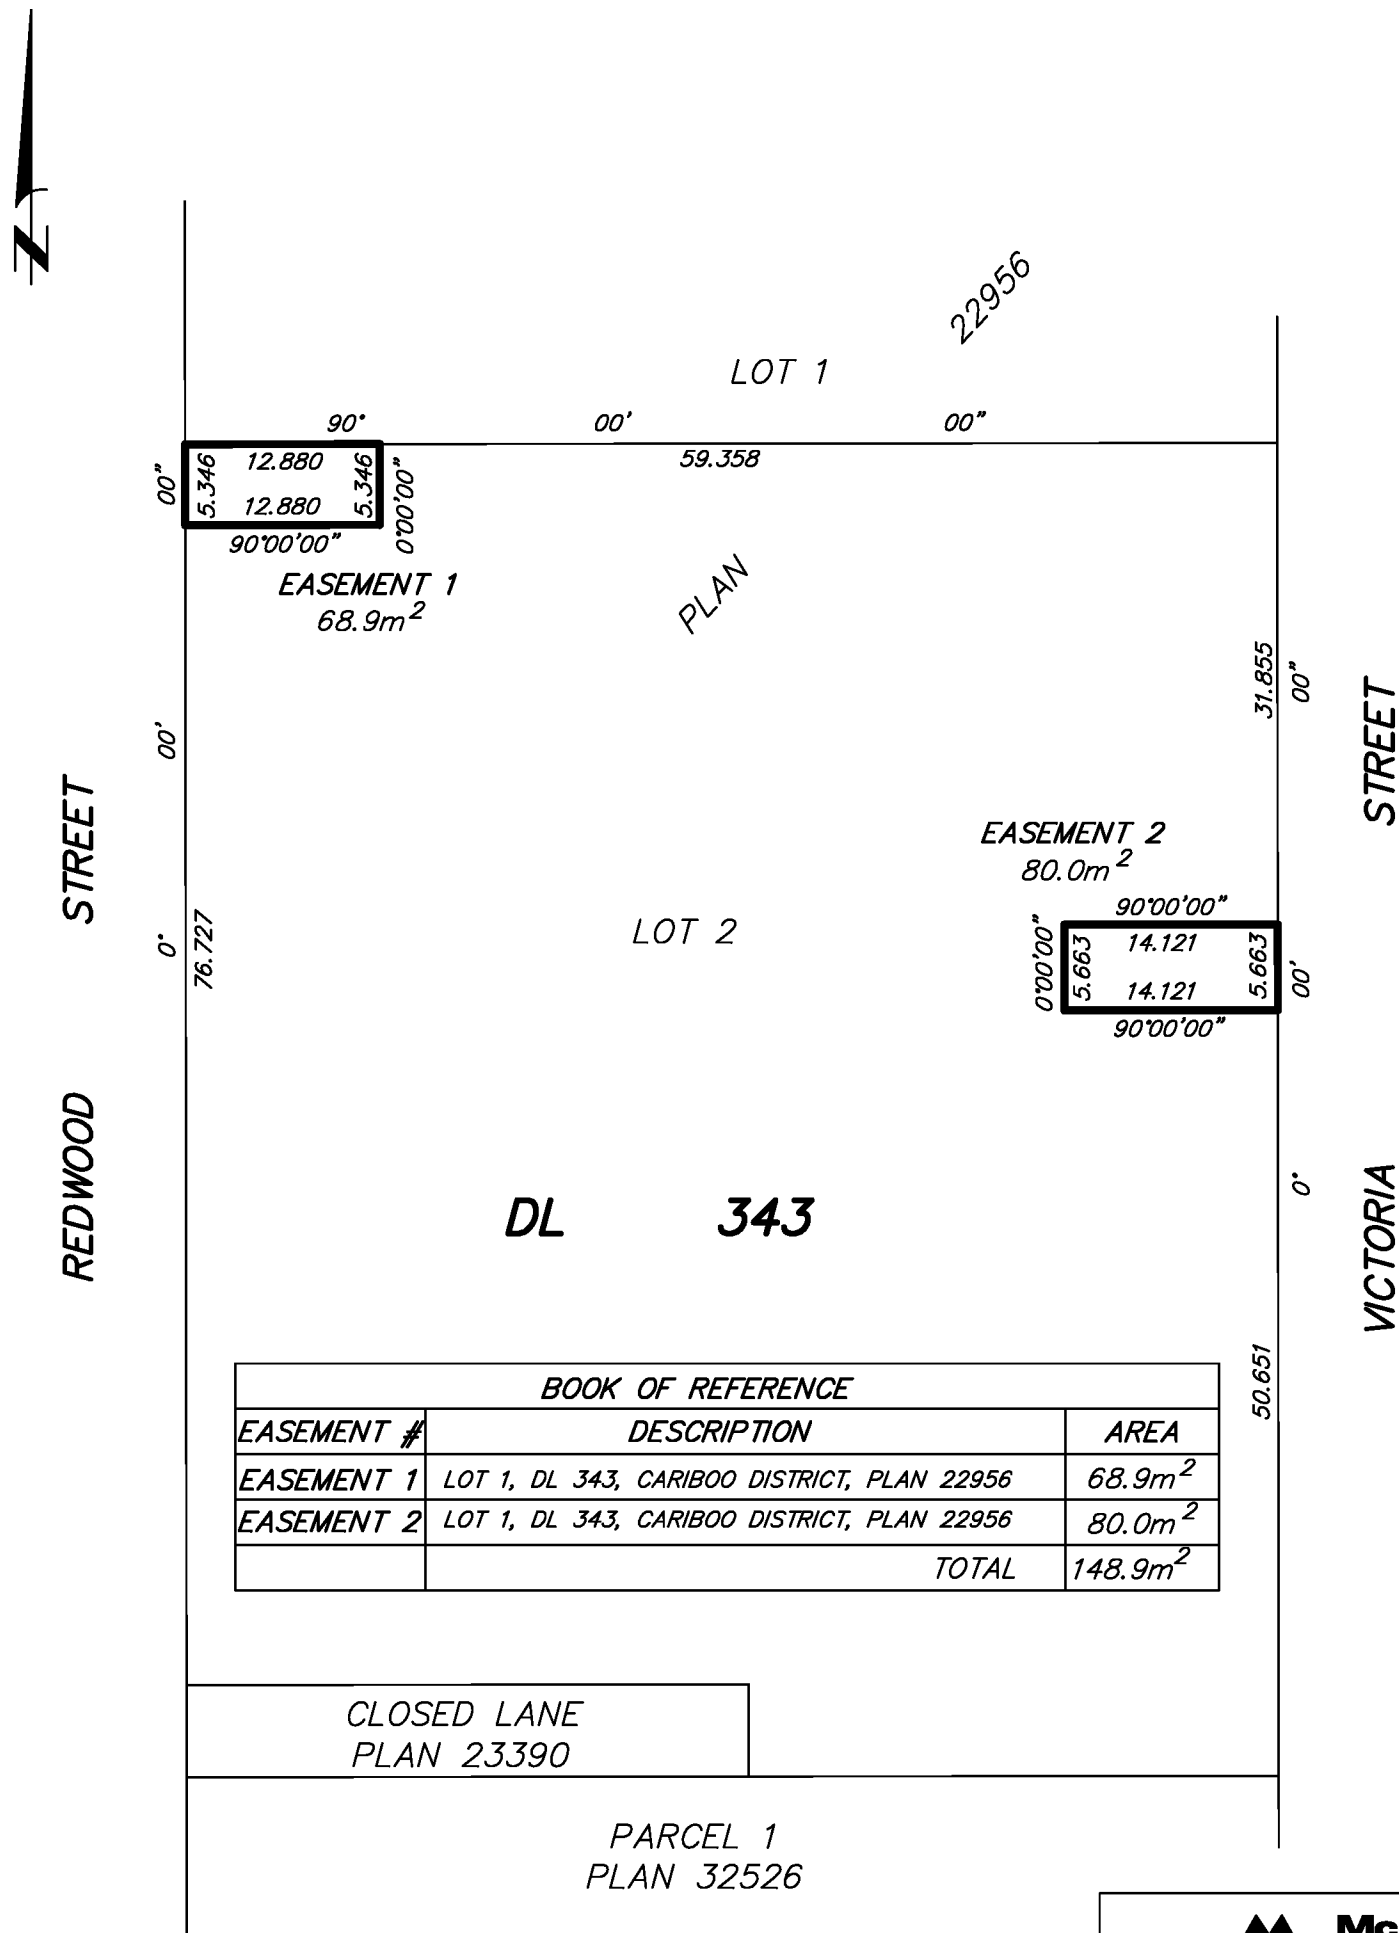 N
22956
LOT 1
90° 00' 00"
59.358
00"
5.346
12.880
5.346
0°00'00"
12.880
90°00'00"
EASEMENT 1
68.9m²
PLAN
31.855
00"
STREET
00'
STREET
EASEMENT 2
80.0m²
90°00'00"
0°
76.727
LOT 2
0°00'00"
5.663
14.121
5.663
00'
14.121
90°00'00"
REDWOOD
0°
VICTORIA
DL 343
50.651
BOOK OF REFERENCE
EASEMENT # DESCRIPTION AREA
EASEMENT 1 LOT 1, DL 343, CARIBOO DISTRICT, PLAN 22956 68.9m²
EASEMENT 2 LOT 1, DL 343, CARIBOO DISTRICT, PLAN 22956 80.0m²
TOTAL 148.9m²
CLOSED LANE
PLAN 23390
PARCEL 1
PLAN 32526
Mc